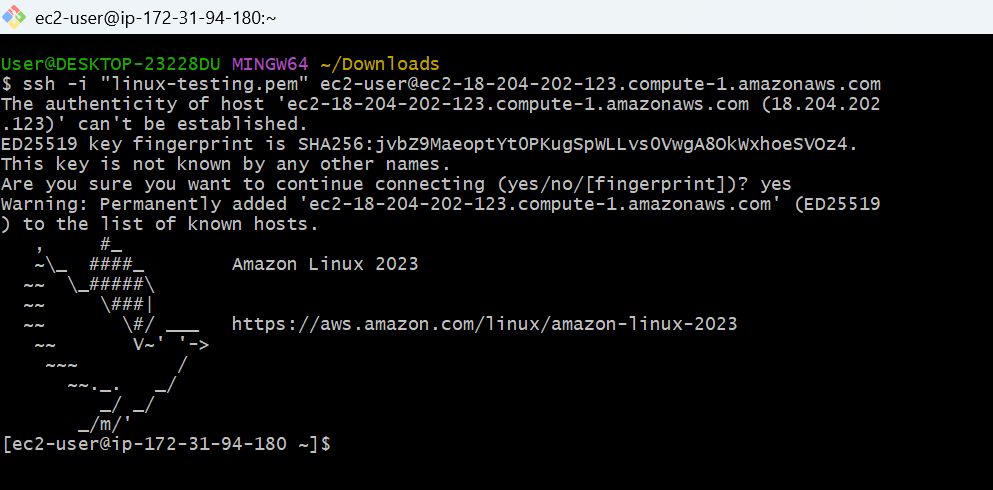 ec2-user@ip-172-31-94-180:~
User@DESKTOP-23228DU MINGW64 ~/Downloads
$ ssh -i "linux-testing.pem" ec2-user@ec2-18-204-202-123.compute-1.amazonaws.com
The authenticity of host 'ec2-18-204-202-123.compute-1.amazonaws.com (18.204.202
.123)' can't be established.
ED25519 key fingerprint is SHA256:jvbZ9MaeoptYtOPKugSpWLLvsOVwgA8OkWxhoeSVOz4.
This key is not known by any other names.
Are you sure you want to continue connecting (yes/no/[fingerprint])? yes
Warning: Permanently added 'ec2-18-204-202-123.compute-1.amazonaws.com' (ED25519
) to the list of known hosts.
   ,     #_
   ~\_  ####_        Amazon Linux 2023
  ~~  \_#####\
  ~~     \###|
  ~~       \#/ ___   https://aws.amazon.com/linux/amazon-linux-2023
   ~~       V~' '->
    ~~~         /
      ~~._.   _/
         _/ _/
       _/m/'
[ec2-user@ip-172-31-94-180 ~]$